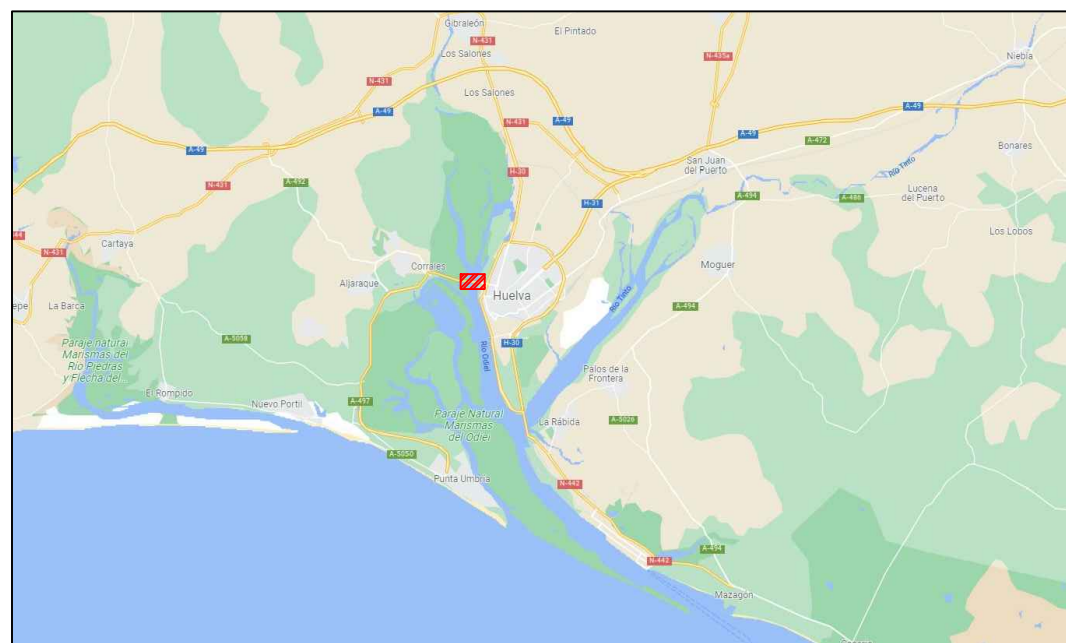 Gibraleón
N-431
El Pintado
Los Salones
N-435a
Niebla
N-431
Los Salones
A-49
A-49
N-431
A-49
A-49
A-472
Bonares
A-49
San Juan
del Puerto
Río Tinto
N-431
A-492
H-30
H-31
A-494
A-486
Lucena
del Puerto
Los Lobos
44
N-431
Cartaya
Corrales
Moguer
Aljaraque
Huelva
Río Tinto
epe
La Barca
A-494
A-5058
Río Odiel
H-30
Paraje natural
Marismas del
Río Piedras
y Flecha del...
Palos de la
Frontera
El Rompido
Nuevo Portil
A-497
Paraje Natural
Marismas
del Odiel
La Rábida
A-5026
A-5050
Punta Umbría
N-442
A-494
N-442
Mazagón